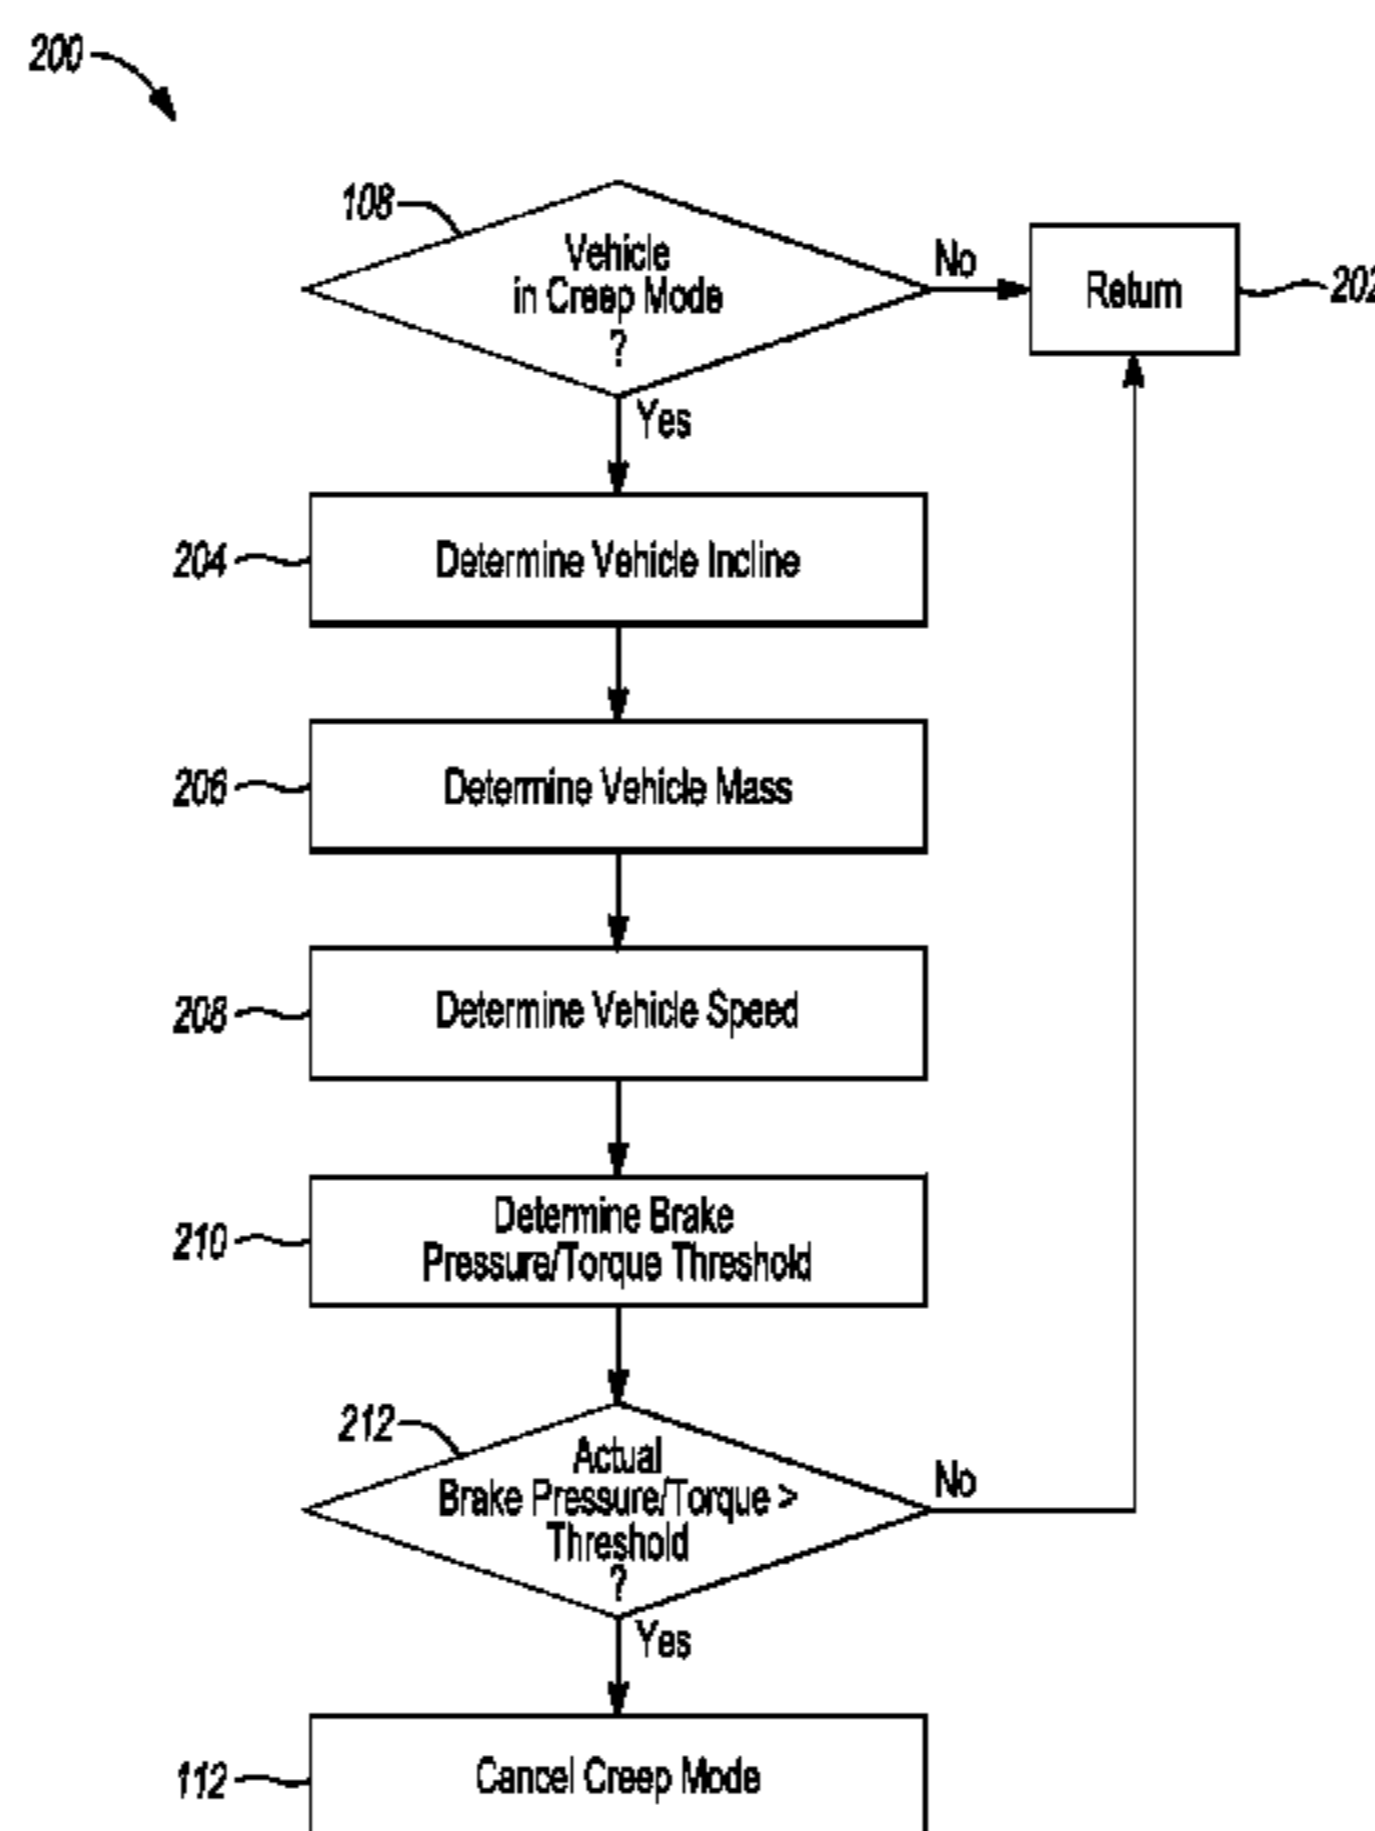 200
108
Vehicle
in Creep Mode
?
No
Return
202
Yes
204
Determine Vehicle Incline
206
Determine Vehicle Mass
208
Determine Vehicle Speed
210
Determine Brake
Pressure/Torque Threshold
212
Actual
Brake Pressure/Torque >
Threshold
?
No
Yes
112
Cancel Creep Mode